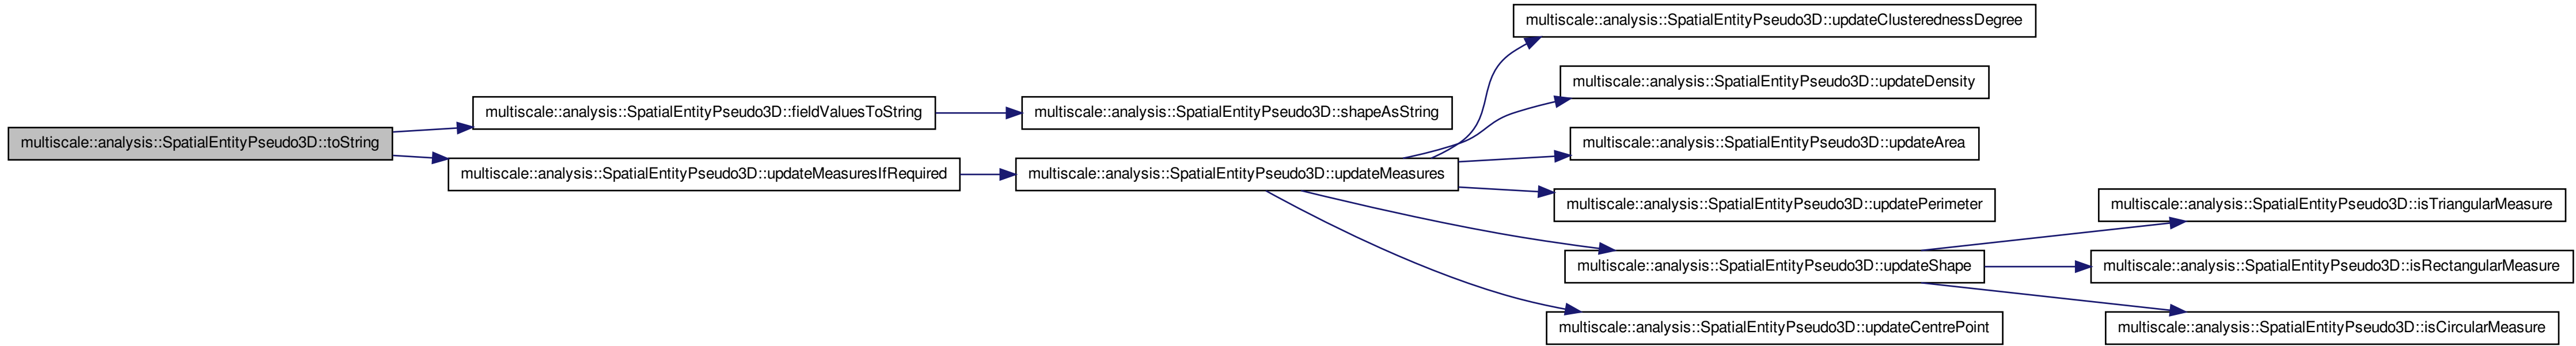 multiscale::analysis::SpatialEntityPseudo3D::toString
multiscale::analysis::SpatialEntityPseudo3D::fieldValuesToString
multiscale::analysis::SpatialEntityPseudo3D::updateMeasuresIfRequired
multiscale::analysis::SpatialEntityPseudo3D::shapeAsString
multiscale::analysis::SpatialEntityPseudo3D::updateMeasures
multiscale::analysis::SpatialEntityPseudo3D::updateClusterednessDegree
multiscale::analysis::SpatialEntityPseudo3D::updateDensity
multiscale::analysis::SpatialEntityPseudo3D::updateArea
multiscale::analysis::SpatialEntityPseudo3D::updatePerimeter
multiscale::analysis::SpatialEntityPseudo3D::updateShape
multiscale::analysis::SpatialEntityPseudo3D::updateCentrePoint
multiscale::analysis::SpatialEntityPseudo3D::isTriangularMeasure
multiscale::analysis::SpatialEntityPseudo3D::isRectangularMeasure
multiscale::analysis::SpatialEntityPseudo3D::isCircularMeasure